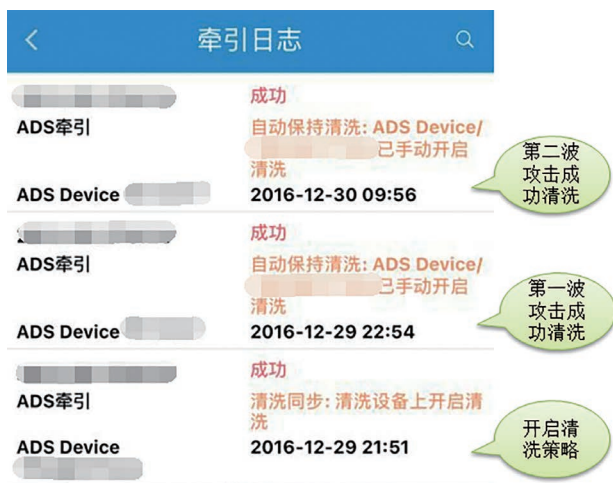 牵引日志
成功
ADS牵引
自动保持清洗: ADS Device/
已手动开启
清洗
ADS Device
2016-12-30 09:56
第二波
攻击成
功清洗
成功
ADS牵引
自动保持清洗: ADS Device/
已手动开启
清洗
ADS Device
2016-12-29 22:54
第一波
攻击成
功清洗
成功
ADS牵引
清洗同步: 清洗设备上开启清
洗
ADS Device
2016-12-29 21:51
开启清
洗策略